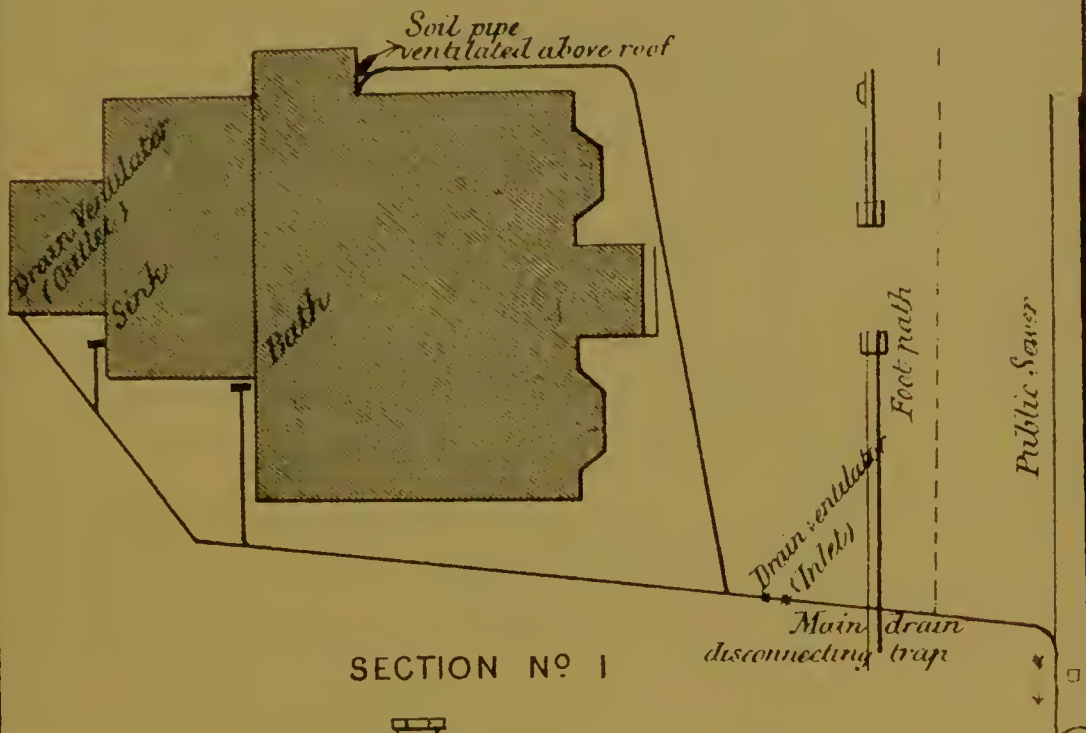 Soil pipe
ventilated above roof
Drain Ventilator
(Outlet)
Sink
Bath
Foot path
Public Sewer
Drain ventilator
(Inlet)
Main drain
disconnecting trap
SECTION Nº 1